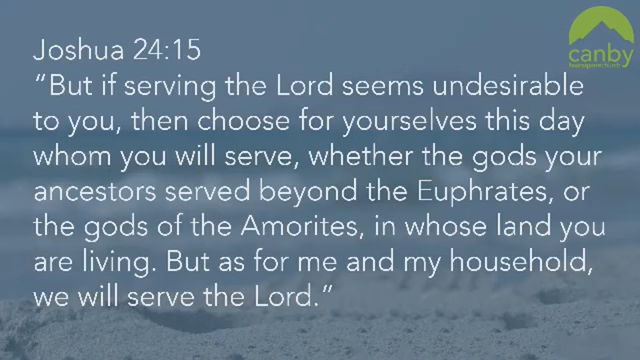 canby
foursquare church
Joshua 24:15
“But if serving the Lord seems undesirable
to you, then choose for yourselves this day
whom you will serve, whether the gods your
ancestors served beyond the Euphrates, or
the gods of the Amorites, in whose land you
are living. But as for me and my household,
we will serve the Lord.”